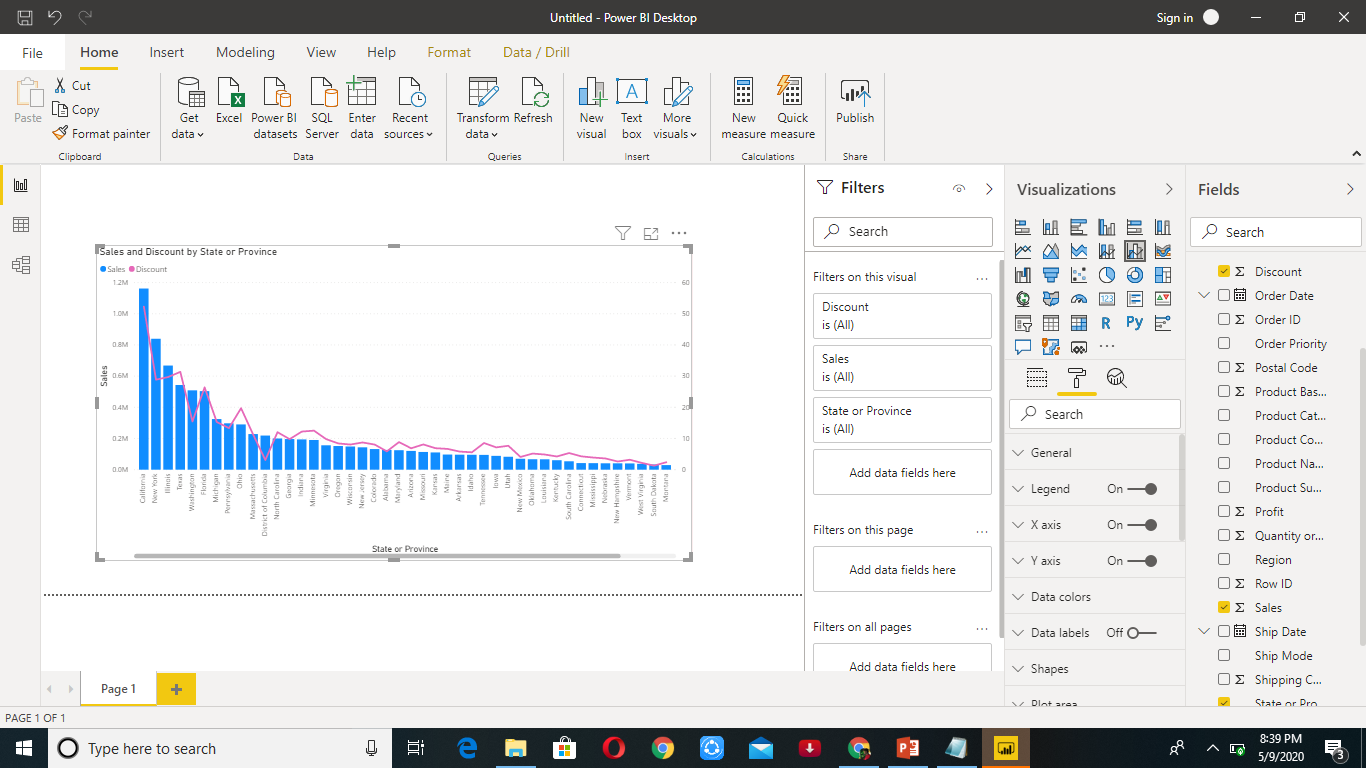 Untitled - Power BI Desktop
Sign in
File
Home
Insert
Modeling
View
Help
Format
Data / Drill
Paste
Cut
Copy
Format painter
Clipboard
Get data
Excel
Power BI datasets
SQL Server
Enter data
Recent sources
Data
Transform data
Refresh
Queries
New visual
Text box
More visuals
Insert
New measure
Quick measure
Calculations
Publish
Share
Sales and Discount by State or Province
Sales
Discount
1.2M
1.0M
0.8M
0.6M
0.4M
0.2M
0.0M
Sales
60
50
40
30
20
10
0
California
New York
Illinois
Texas
Washington
Florida
Michigan
Pennsylvania
Ohio
Massachusetts
District of Columbia
North Carolina
Georgia
Indiana
Minnesota
Virginia
Oregon
Wisconsin
New Jersey
Colorado
Alabama
Maryland
Arizona
Missouri
Kansas
Maine
Arkansas
Idaho
Tennessee
Iowa
Utah
New Mexico
Oklahoma
Louisiana
Kentucky
South Carolina
Connecticut
Mississippi
Nebraska
New Hampshire
Vermont
West Virginia
South Dakota
Montana
State or Province
Filters
Search
Filters on this visual
...
Discount
is (All)
Sales
is (All)
State or Province
is (All)
Add data fields here
Filters on this page
...
Add data fields here
Filters on all pages
...
Add data fields here
Visualizations
123
R
Py
...
Search
General
Legend On
X axis On
Y axis On
Data colors
Data labels Off
Shapes
Plot area
Fields
Search
Discount
Order Date
Order ID
Order Priority
Postal Code
Product Bas...
Product Cat...
Product Co...
Product Na...
Product Su...
Profit
Quantity or...
Region
Row ID
Sales
Ship Date
Ship Mode
Shipping C...
State or Pro...
Page 1
PAGE 1 OF 1
Type here to search
8:39 PM
5/9/2020
3